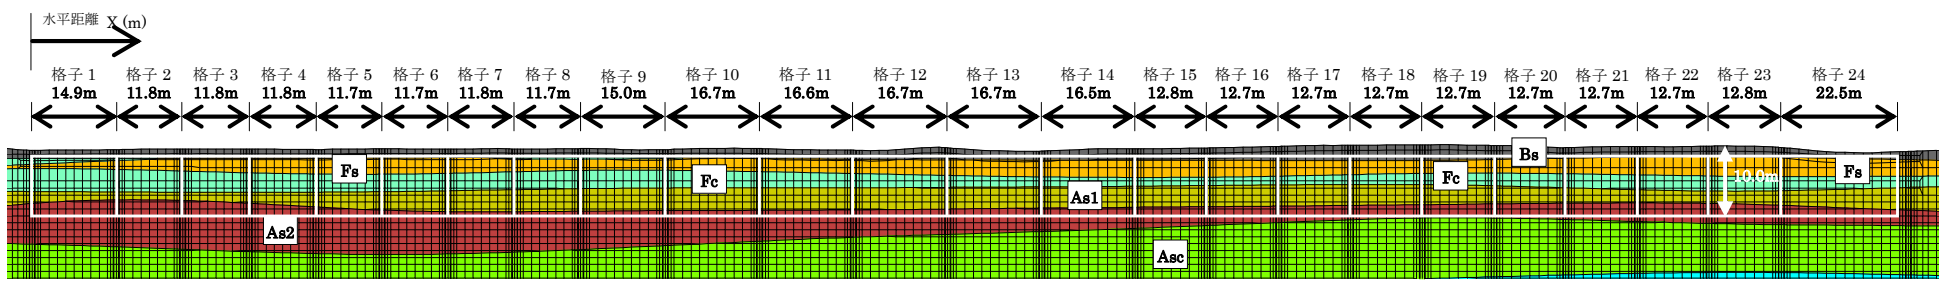 水平距離 X (m)
格子 1 格子 2 格子 3 格子 4 格子 5 格子 6 格子 7 格子 8 格子 9 格子 10 格子 11 格子 12 格子 13 格子 14 格子 15 格子 16 格子 17 格子 18 格子 19 格子 20 格子 21 格子 22 格子 23 格子 24
14.9m 11.8m 11.8m 11.8m 11.7m 11.7m 11.8m 11.7m 15.0m 16.7m 16.6m 16.7m 16.7m 16.5m 12.8m 12.7m 12.7m 12.7m 12.7m 12.7m 12.7m 12.7m 12.8m 22.5m
Bs
Fs Fc Fc 10.0m Fs
As1
As2
Asc